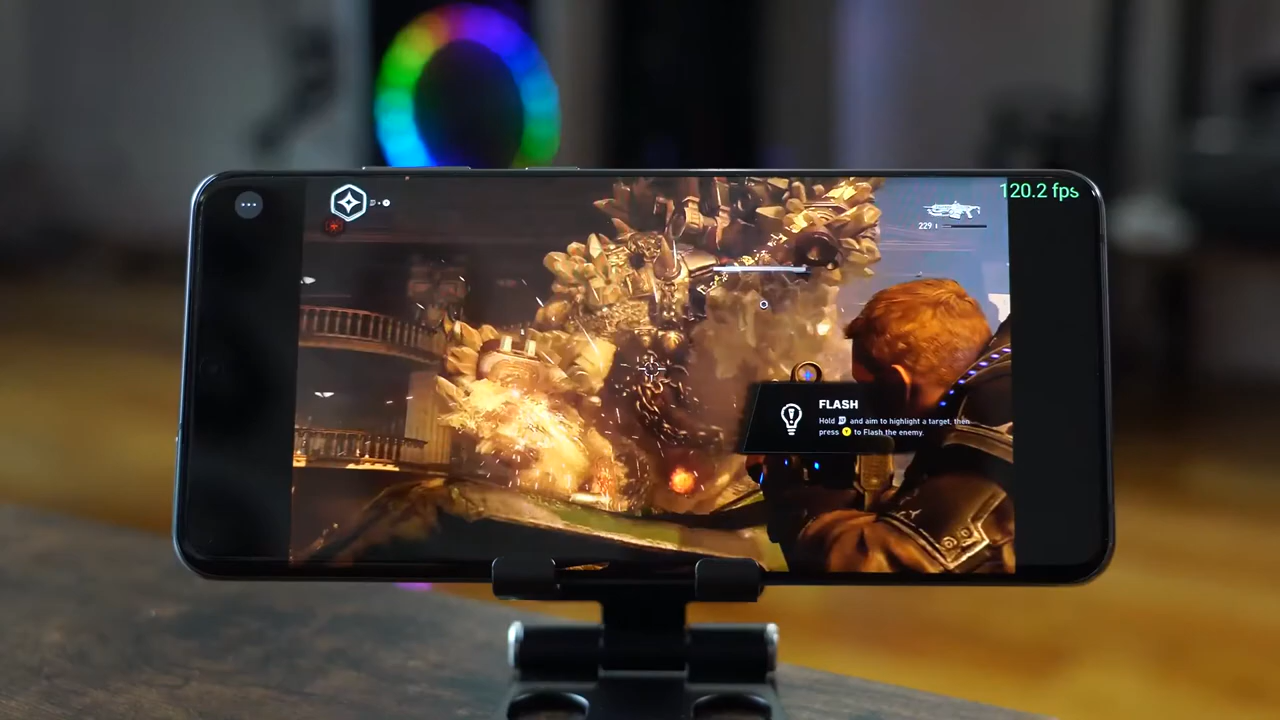 120.2 fps
229
FLASH
Hold and aim to highlight a target, then
press Y to Flash the enemy.